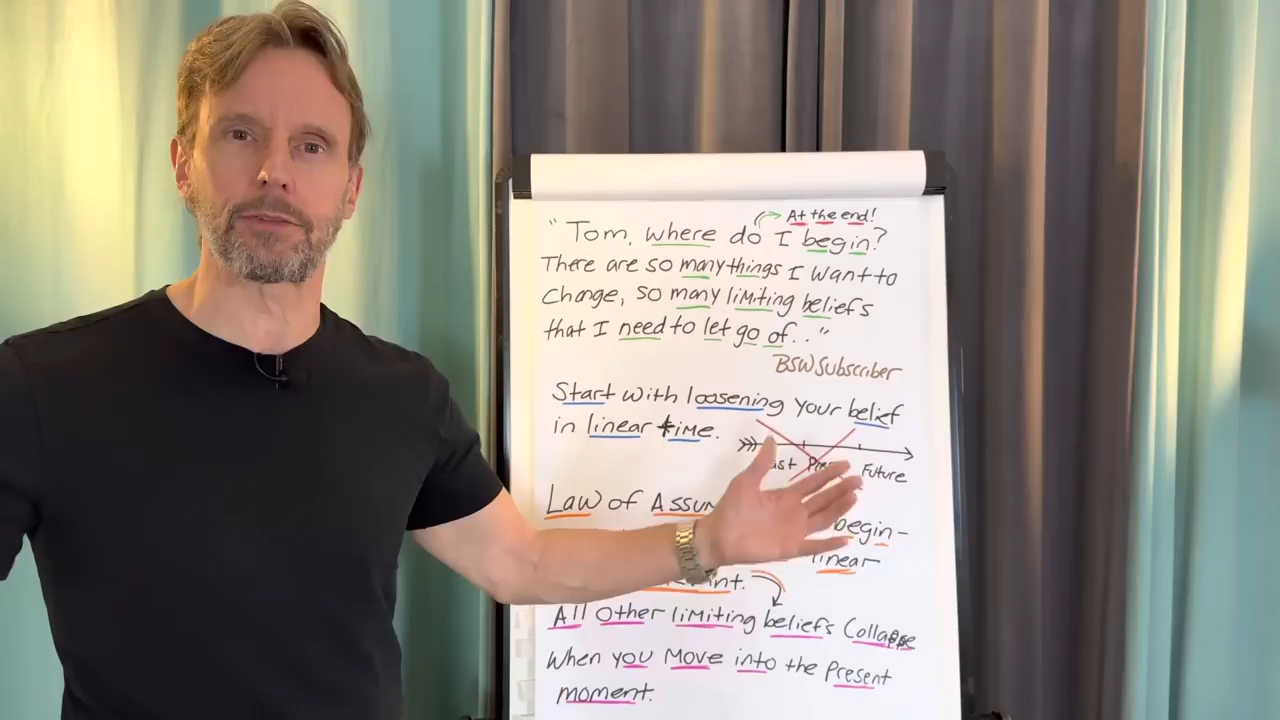 At the end!
"Tom, where do I begin?
There are so many things I want to
Change, so many limiting beliefs
that I need to let go of.."
BSW Subscriber
Start with loosening your belief
in linear time.
Future
Law of
begin-
linear
All other limiting beliefs Collapse
When you Move into the Present
moment.